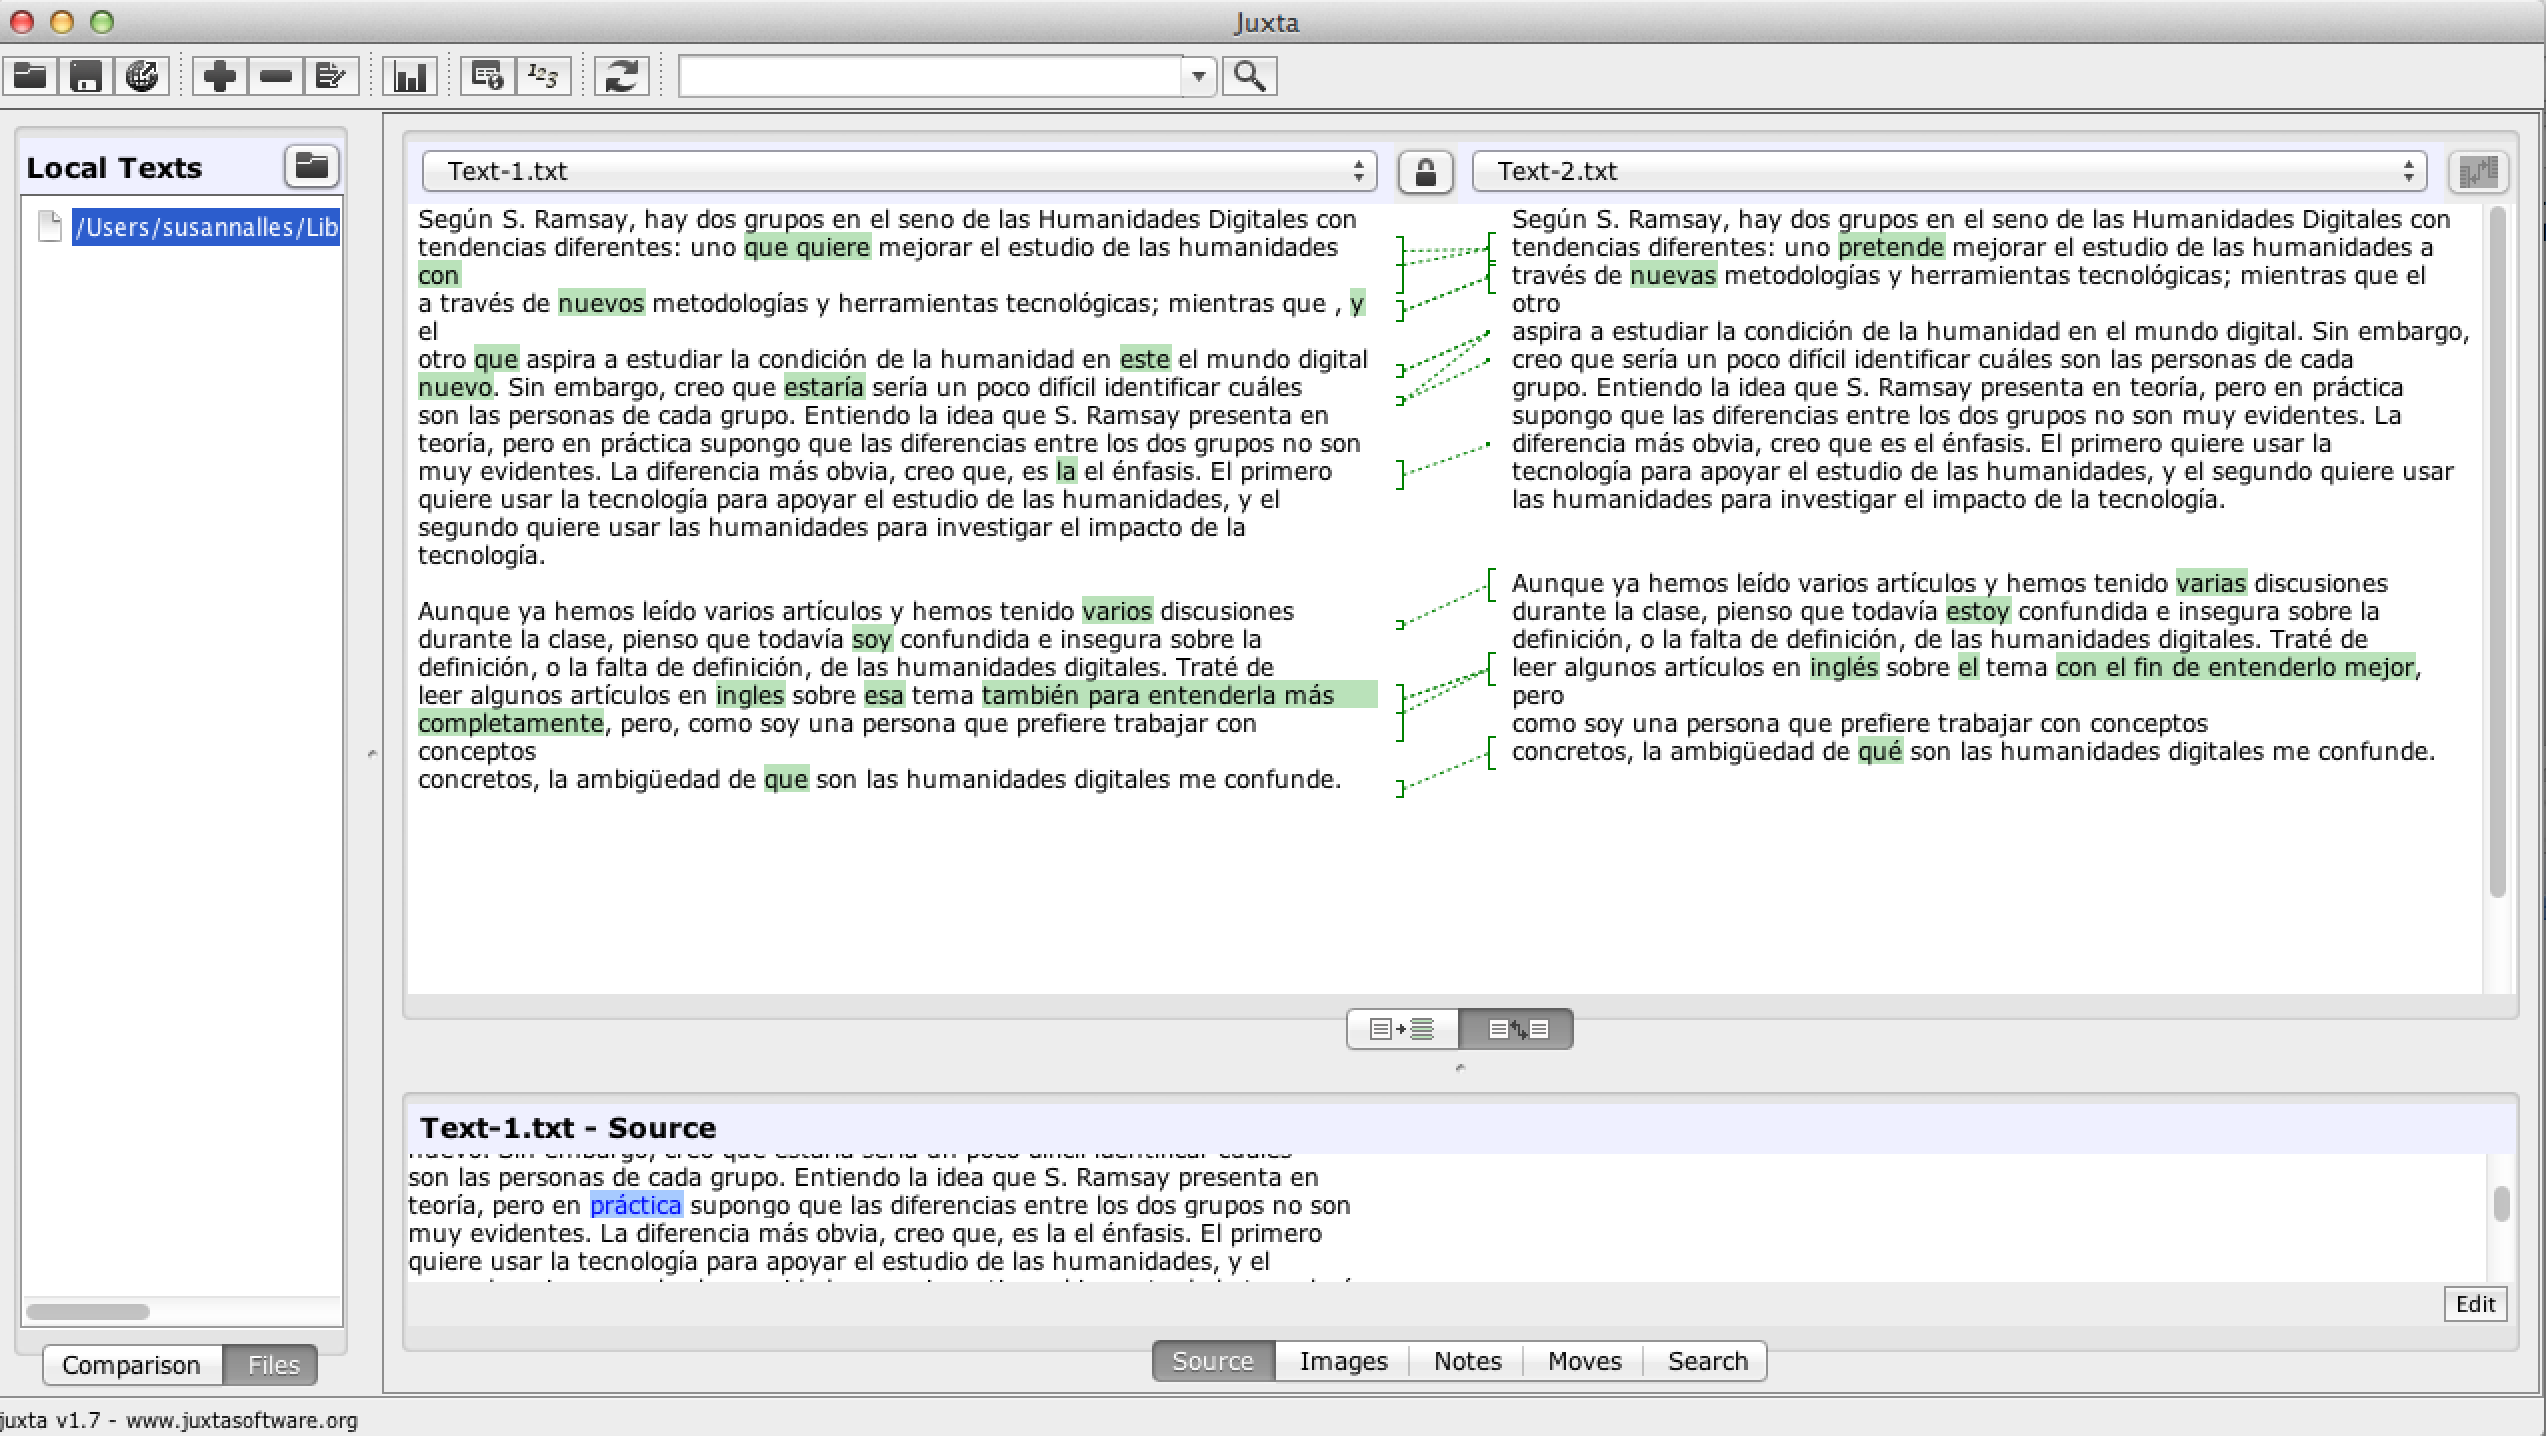 Juxta
123
Local Texts
/Users/susannalles/Lib
Text-1.txt
Según S. Ramsay, hay dos grupos en el seno de las Humanidades Digitales con
tendencias diferentes: uno que quiere mejorar el estudio de las humanidades
con
a través de nuevos metodologías y herramientas tecnológicas; mientras que , y
el
otro que aspira a estudiar la condición de la humanidad en este el mundo digital
nuevo. Sin embargo, creo que estaría sería un poco difícil identificar cuáles
son las personas de cada grupo. Entiendo la idea que S. Ramsay presenta en
teoría, pero en práctica supongo que las diferencias entre los dos grupos no son
muy evidentes. La diferencia más obvia, creo que, es la el énfasis. El primero
quiere usar la tecnología para apoyar el estudio de las humanidades, y el
segundo quiere usar las humanidades para investigar el impacto de la
tecnología.
Aunque ya hemos leído varios artículos y hemos tenido varios discusiones
durante la clase, pienso que todavía soy confundida e insegura sobre la
definición, o la falta de definición, de las humanidades digitales. Traté de
leer algunos artículos en ingles sobre esa tema también para entenderla más
completamente, pero, como soy una persona que prefiere trabajar con
conceptos
concretos, la ambigüedad de que son las humanidades digitales me confunde.
Text-2.txt
Según S. Ramsay, hay dos grupos en el seno de las Humanidades Digitales con
tendencias diferentes: uno pretende mejorar el estudio de las humanidades a
través de nuevas metodologías y herramientas tecnológicas; mientras que el
otro
aspira a estudiar la condición de la humanidad en el mundo digital. Sin embargo,
creo que sería un poco difícil identificar cuáles son las personas de cada
grupo. Entiendo la idea que S. Ramsay presenta en teoría, pero en práctica
supongo que las diferencias entre los dos grupos no son muy evidentes. La
diferencia más obvia, creo que es el énfasis. El primero quiere usar la
tecnología para apoyar el estudio de las humanidades, y el segundo quiere usar
las humanidades para investigar el impacto de la tecnología.
Aunque ya hemos leído varios artículos y hemos tenido varias discusiones
durante la clase, pienso que todavía estoy confundida e insegura sobre la
definición, o la falta de definición, de las humanidades digitales. Traté de
leer algunos artículos en inglés sobre el tema con el fin de entenderlo mejor,
pero
como soy una persona que prefiere trabajar con conceptos
concretos, la ambigüedad de qué son las humanidades digitales me confunde.
Text-1.txt - Source
nuevo. Sin embargo, creo que estaría sería un poco difícil identificar cuáles
son las personas de cada grupo. Entiendo la idea que S. Ramsay presenta en
teoría, pero en práctica supongo que las diferencias entre los dos grupos no son
muy evidentes. La diferencia más obvia, creo que, es la el énfasis. El primero
quiere usar la tecnología para apoyar el estudio de las humanidades, y el
Edit
Comparison Files
Source Images Notes Moves Search
juxta v1.7 - www.juxtasoftware.org